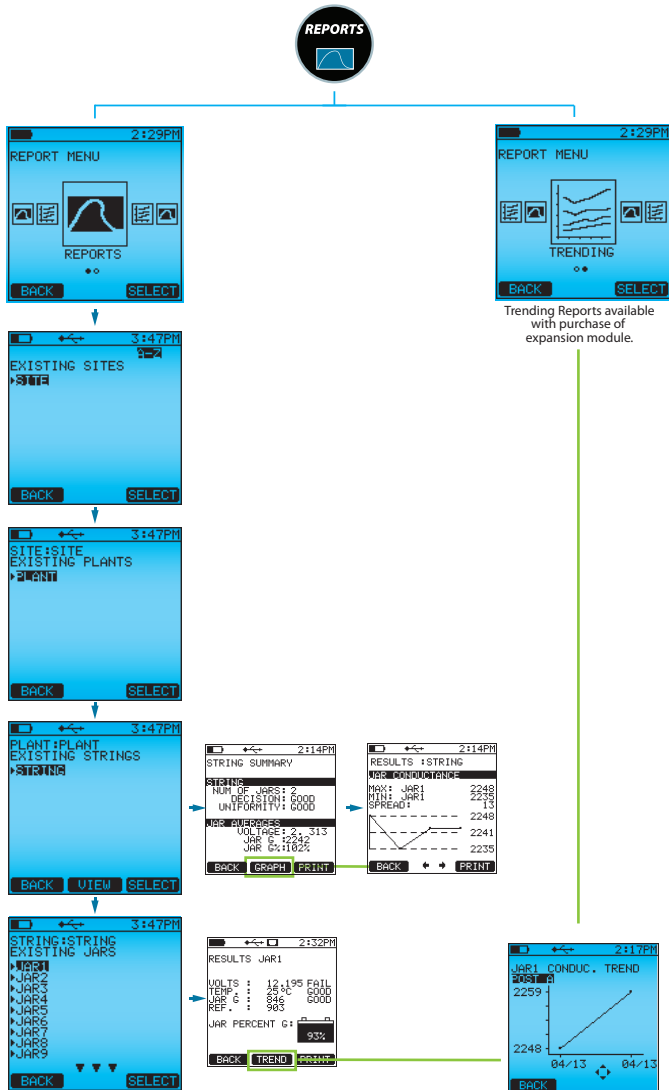 REPORTS
2:29PM
REPORT MENU
REPORTS
BACK SELECT
2:29PM
REPORT MENU
TRENDING
BACK SELECT
Trending Reports available
with purchase of
expansion module.
3:47PM
A-Z
EXISTING SITES
SITE
BACK SELECT
3:47PM
SITE:SITE
EXISTING PLANTS
PLANT
BACK SELECT
3:47PM
PLANT:PLANT
EXISTING STRINGS
STRING
BACK VIEW SELECT
2:14PM
STRING SUMMARY
STRING
NUM OF JARS: 2
DECISION: GOOD
UNIFORMITY: GOOD
JAR AVERAGES
VOLTAGE: 2. 313
JAR G :2242
JAR G%:102%
BACK GRAPH PRINT
2:14PM
RESULTS :STRING
JAR CONDUCTANCE
MAX: JAR1 2248
MIN: JAR1 2235
SPREAD: 13
2248
2241
2235
BACK PRINT
3:47PM
STRING:STRING
EXISTING JARS
JAR1
JAR2
JAR3
JAR4
JAR5
JAR6
JAR7
JAR8
JAR9
BACK SELECT
2:32PM
RESULTS JAR1
VOLTS : 12.195 FAIL
TEMP. : 25°C GOOD
JAR G : 846 GOOD
REF. : 903
JAR PERCENT G:
93%
BACK TREND PRINT
2:17PM
JAR1 CONDUC. TREND
POST A
2259
2248
04/13 04/13
BACK